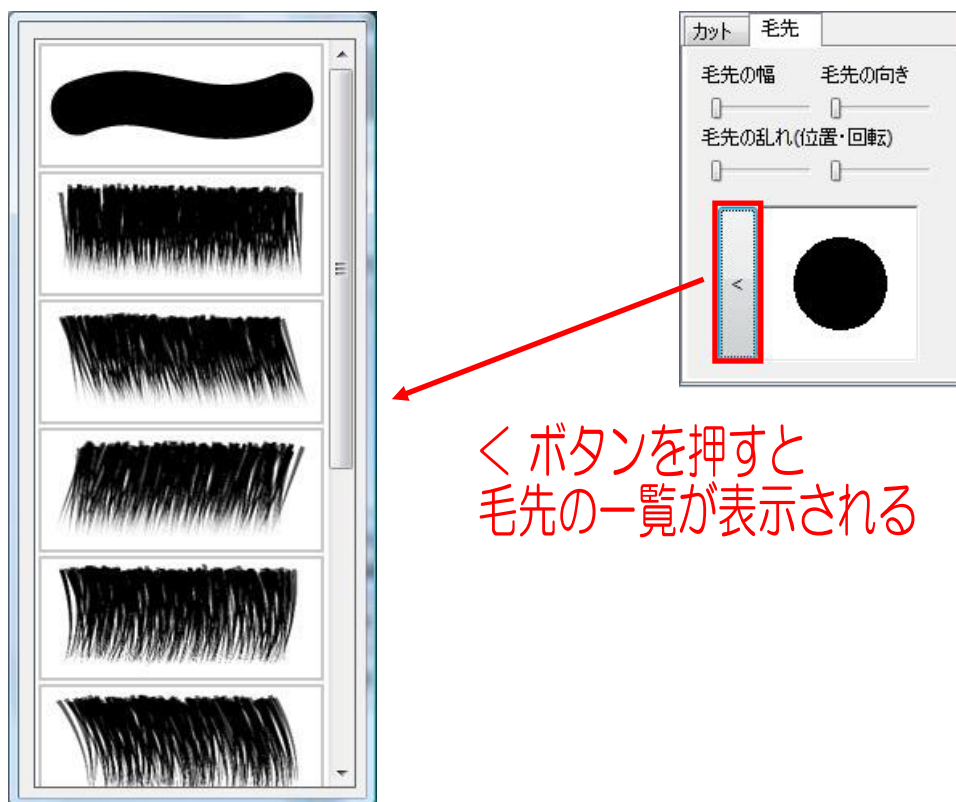 カット 毛先
毛先の幅 毛先の向き
毛先の乱れ(位置・回転)
<
< ボタンを押すと
毛先の一覧が表示される